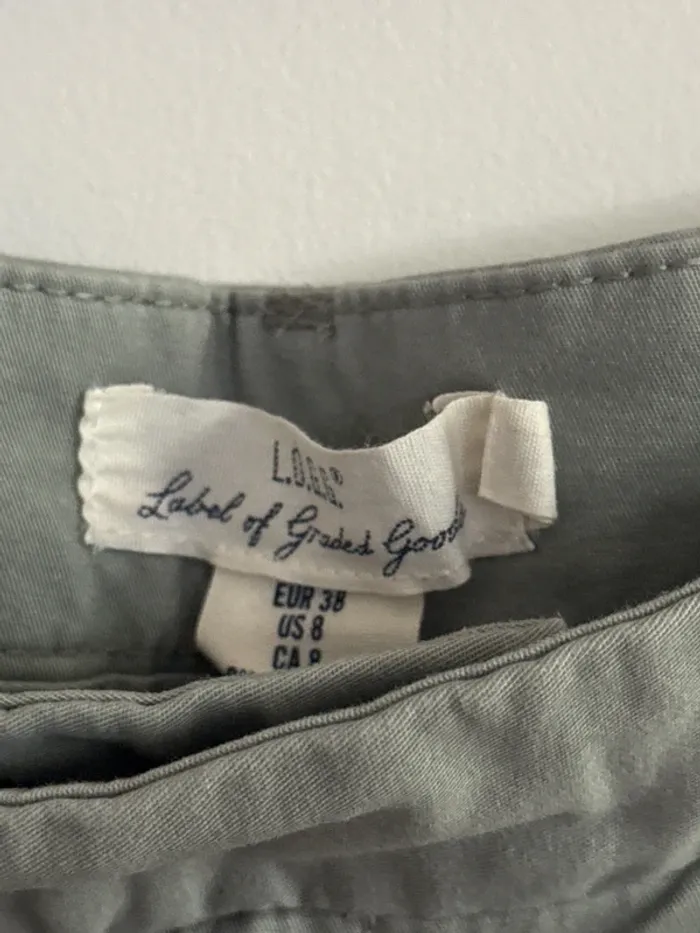 L.O.G.G.®
Label of Graded Goods
EUR 38
US 8
CA 8